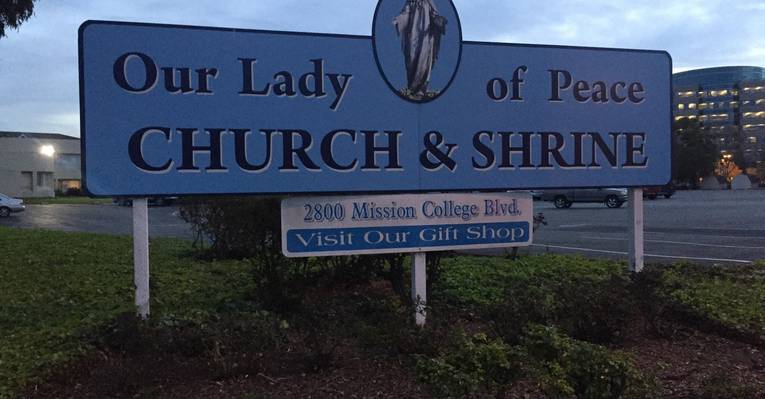 Our Lady of Peace
CHURCH & SHRINE
2800 Mission College Blvd.
Visit Our Gift Shop